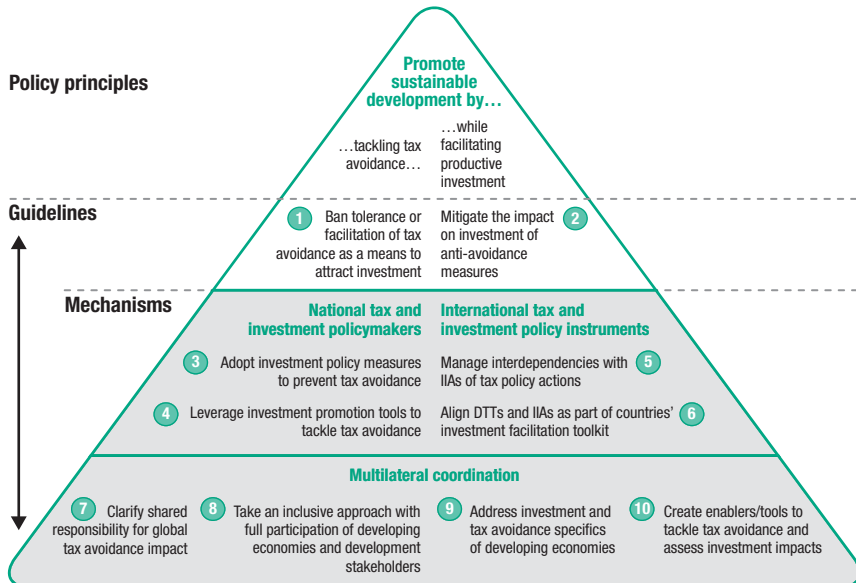 Policy principles
Promote
sustainable
development by…
…tackling tax
avoidance…
…while
facilitating
productive
investment
Guidelines
1
Ban tolerance or
facilitation of tax
avoidance as a means to
attract investment
Mitigate the impact
on investment of
anti-avoidance
measures
2
Mechanisms
National tax and
investment policymakers
International tax and
investment policy instruments
3
Adopt investment policy measures
to prevent tax avoidance
Manage interdependencies with
IIAs of tax policy actions
5
4
Leverage investment promotion tools to
tackle tax avoidance
Align DTTs and IIAs as part of countries’
investment facilitation toolkit
6
Multilateral coordination
7
Clarify shared
responsibility for global
tax avoidance impact
8
Take an inclusive approach with
full participation of developing
economies and development
stakeholders
9
Address investment and
tax avoidance specifics
of developing economies
10
Create enablers/tools to
tackle tax avoidance and
assess investment impacts